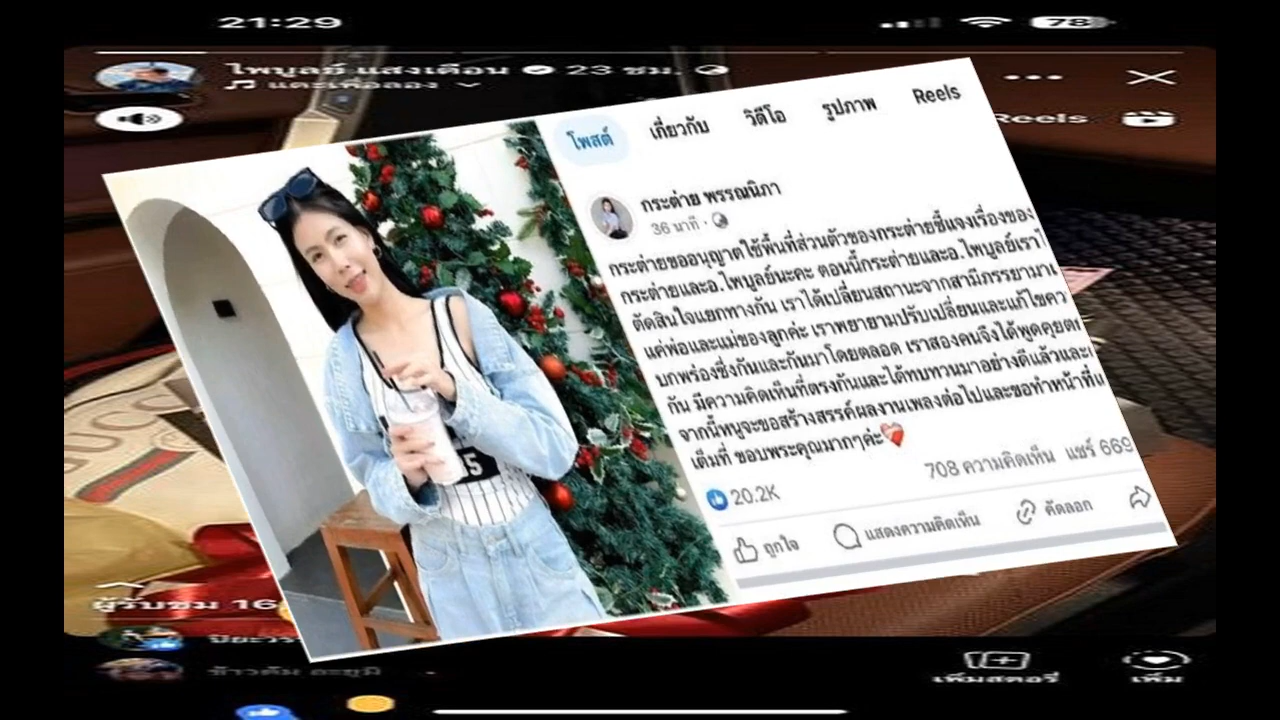 21:29
78
ไพบูลย์ แสงเดือน 23 ชม.
แตะเพื่อลอง
Reels
โพสต์ เกี่ยวกับ วิดีโอ รูปภาพ Reels
กระต่าย พรรณนิภา
36 นาที
กระต่ายขออนุญาตใช้พื้นที่ส่วนตัวของกระต่ายชี้แจงเรื่องของ
กระต่ายและอ.ไพบูลย์นะคะ ตอนนี้กระต่ายและอ.ไพบูลย์เราไ
ตัดสินใจแยกทางกัน เราได้เปลี่ยนสถานะจากสามีภรรยามาเ
แค่พ่อและแม่ของลูกค่ะ เราพยายามปรับเปลี่ยนและแก้ไขคว
บกพร่องซึ่งกันและกันมาโดยตลอด เราสองคนจึงได้พูดคุยตก
กัน มีความคิดเห็นที่ตรงกันและได้ทบทวนมาอย่างดีแล้วและเ
จากนี้หนูจะขอสร้างสรรค์ผลงานเพลงต่อไปและขอทำหน้าที่แ
เต็มที่ ขอบพระคุณมากๆค่ะ
20.2K 708 ความคิดเห็น แชร์ 669
ถูกใจ แสดงความคิดเห็น คัดลอก
GUCCI
35
ผู้รับชม 16
ปิยะวร
เพิ่มสตอรี่ เพิ่ม